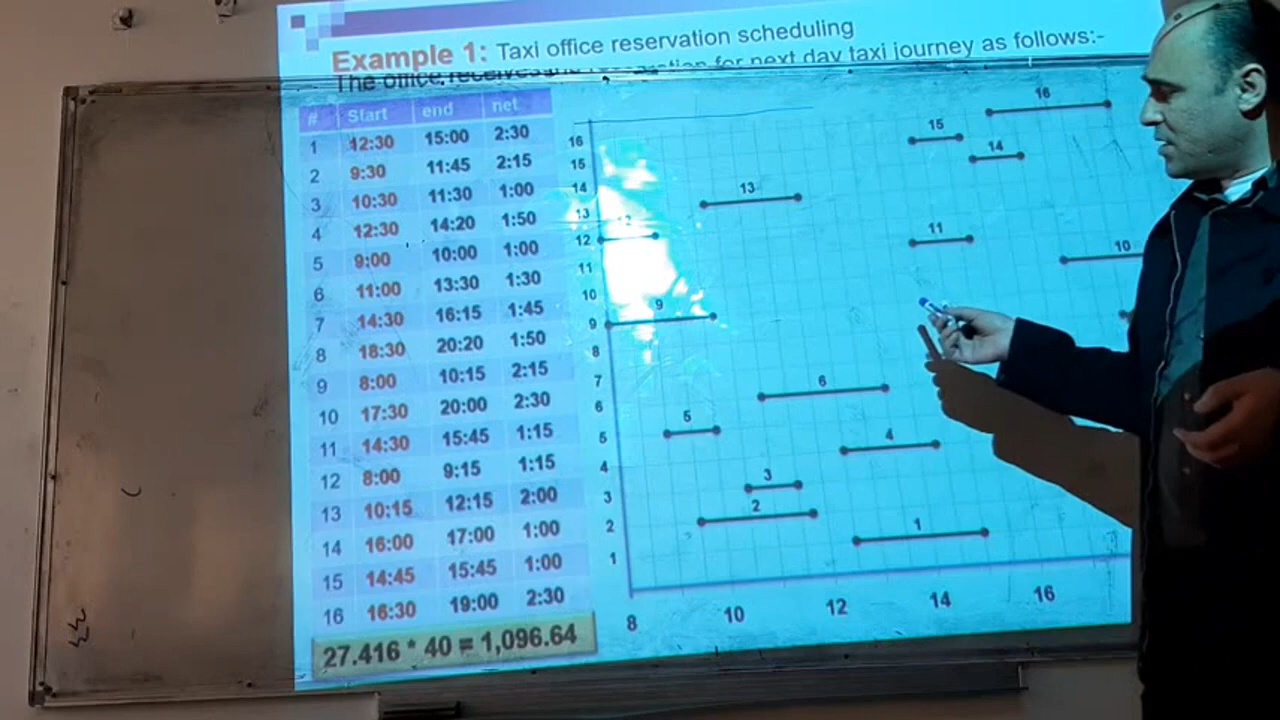 Example 1: Taxi office reservation scheduling
The office receives for next day taxi journey as follows:-
# Start end net
1 12:30 15:00 2:30
2 9:30 11:45 2:15
3 10:30 11:30 1:00
4 12:30 14:20 1:50
5 9:00 10:00 1:00
6 11:00 13:30 1:30
7 14:30 16:15 1:45
8 18:30 20:20 1:50
9 8:00 10:15 2:15
10 17:30 20:00 2:30
11 14:30 15:45 1:15
12 8:00 9:15 1:15
13 10:15 12:15 2:00
14 16:00 17:00 1:00
15 14:45 15:45 1:00
16 16:30 19:00 2:30
27.416 * 40 = 1,096.64
16
15
14
13
12
11
10
9
8
7
6
5
4
3
2
1
16
15
14
13
11
10
9
6
5
4
3
2
1
8 10 12 14 16